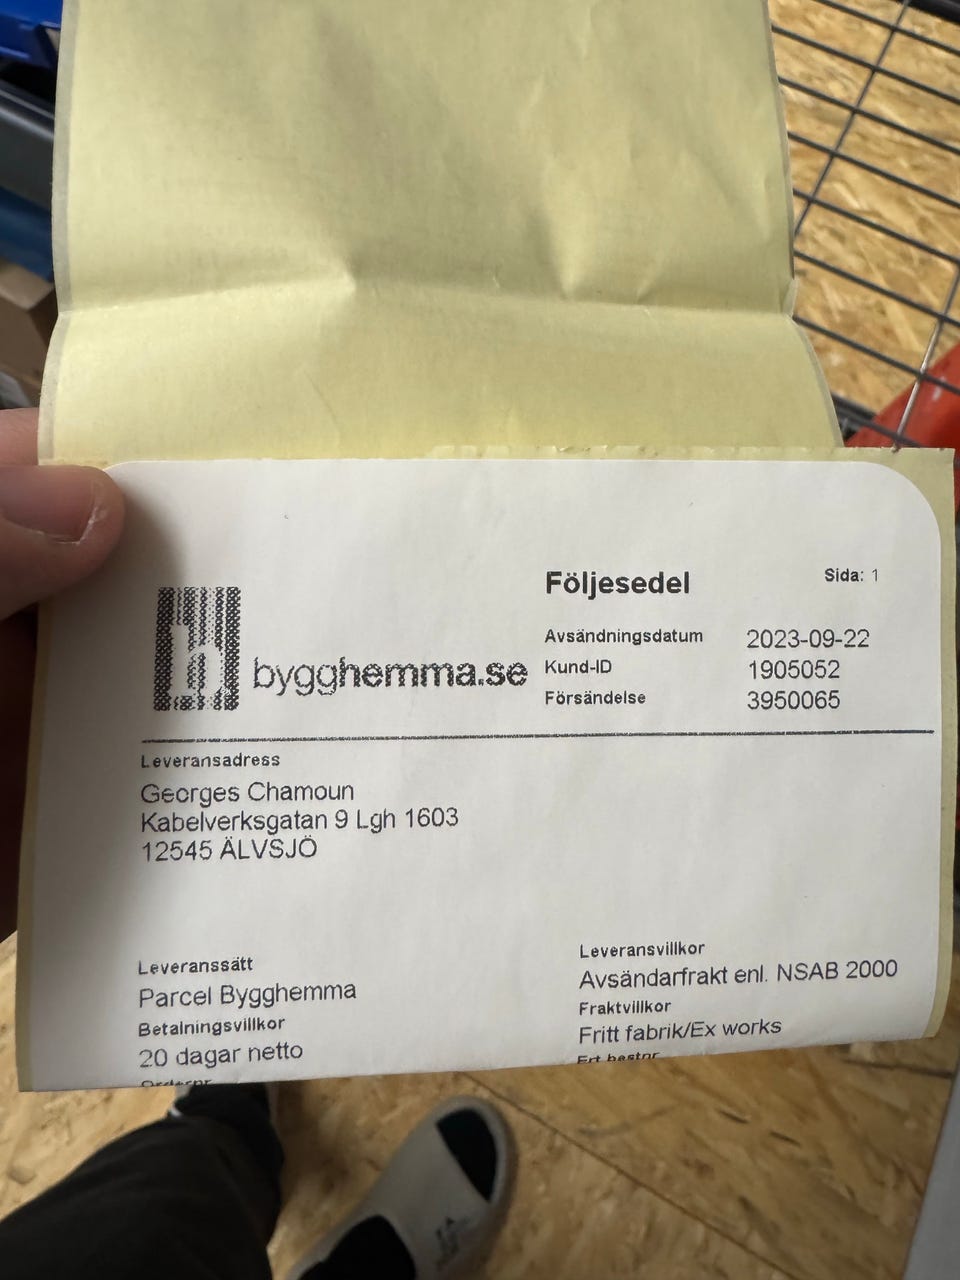 Följesedel
Sida: 1
bygghemma.se
Avsändningsdatum 2023-09-22
Kund-ID 1905052
Försändelse 3950065
Leveransadress
Georges Chamoun
Kabelverksgatan 9 Lgh 1603
12545 ÄLVSJÖ
Leveranssätt
Parcel Bygghemma
Betalningsvillkor
20 dagar netto
Leveransvillkor
Avsändarfrakt enl. NSAB 2000
Fraktvillkor
Fritt fabrik/Ex works
Ert bestnr